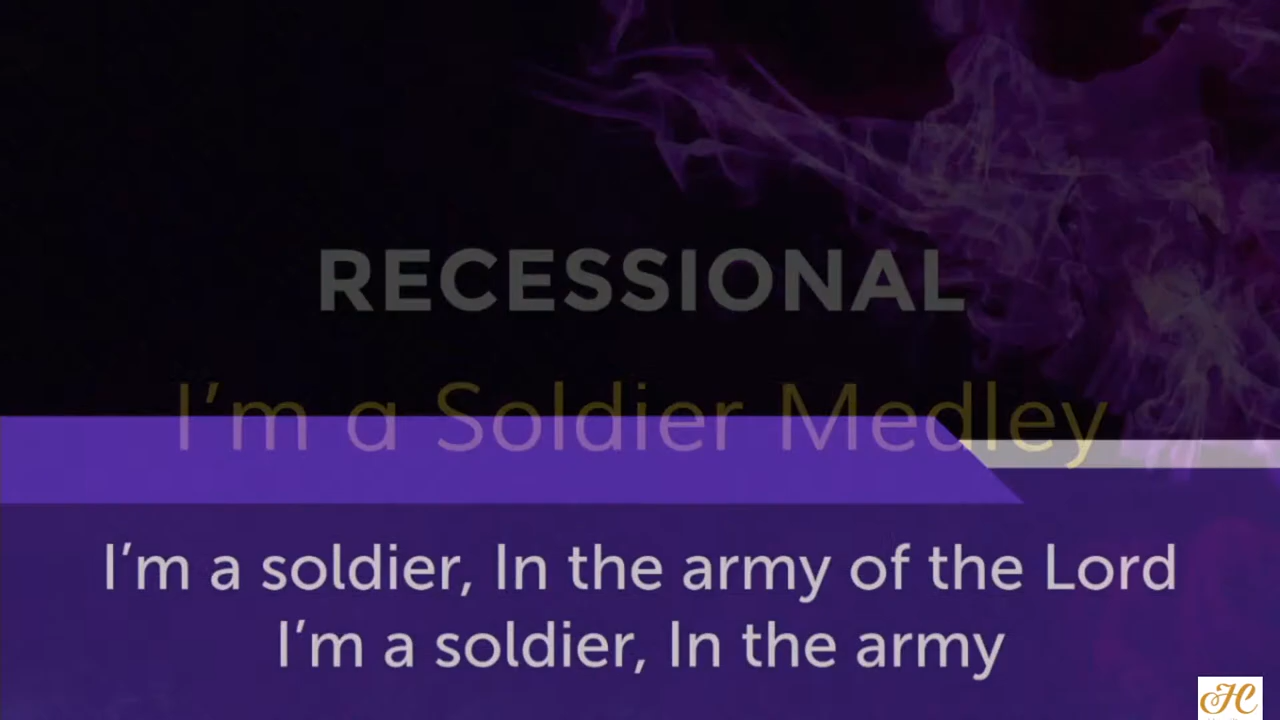 RECESSIONAL
I'm a Soldier Medley
I'm a soldier, In the army of the Lord
I'm a soldier, In the army